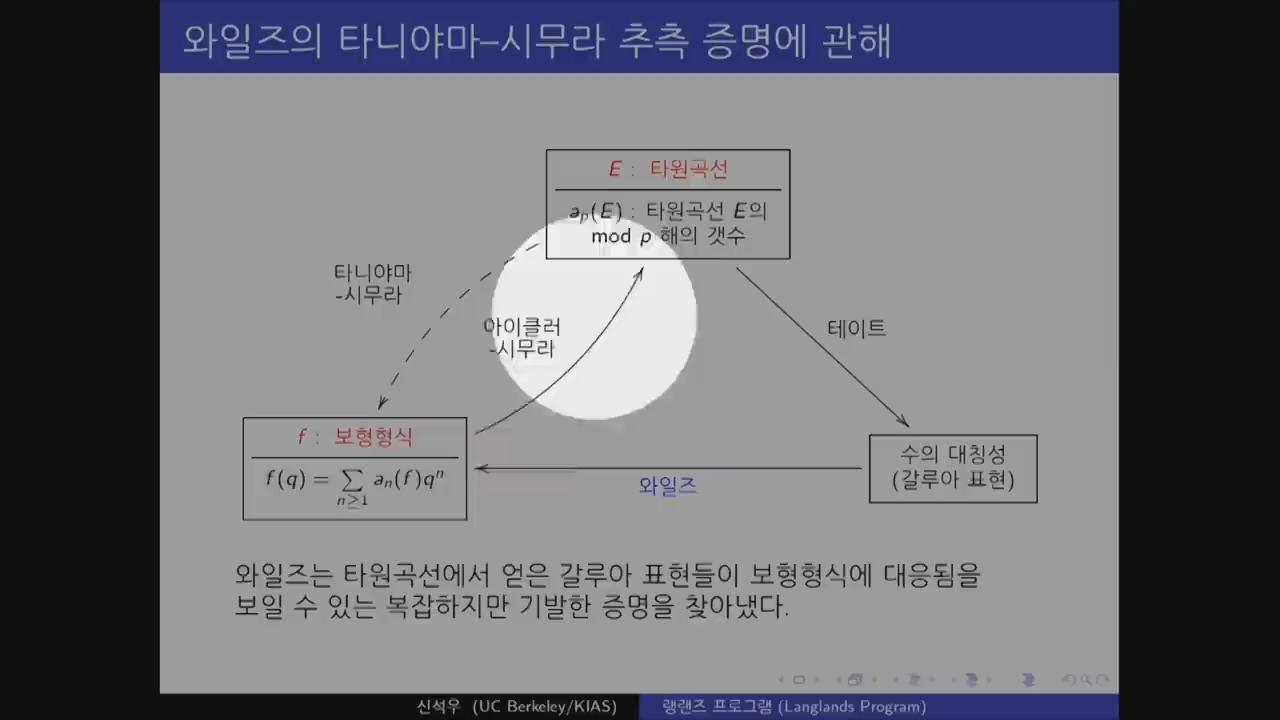 와일즈의 타니야마–시무라 추측 증명에 관해
E : 타원곡선
a_p(E) : 타원곡선 E의
mod p 해의 갯수
타니야마
-시무라
아이클러
-시무라
테이트
f : 보형형식
f(q) = ∑_{n≥1} a_n(f)q^n
수의 대칭성
(갈루아 표현)
와일즈
와일즈는 타원곡선에서 얻은 갈루아 표현들이 보형형식에 대응됨을
보일 수 있는 복잡하지만 기발한 증명을 찾아냈다.
신석우 (UC Berkeley/KIAS)
랭랜즈 프로그램 (Langlands Program)